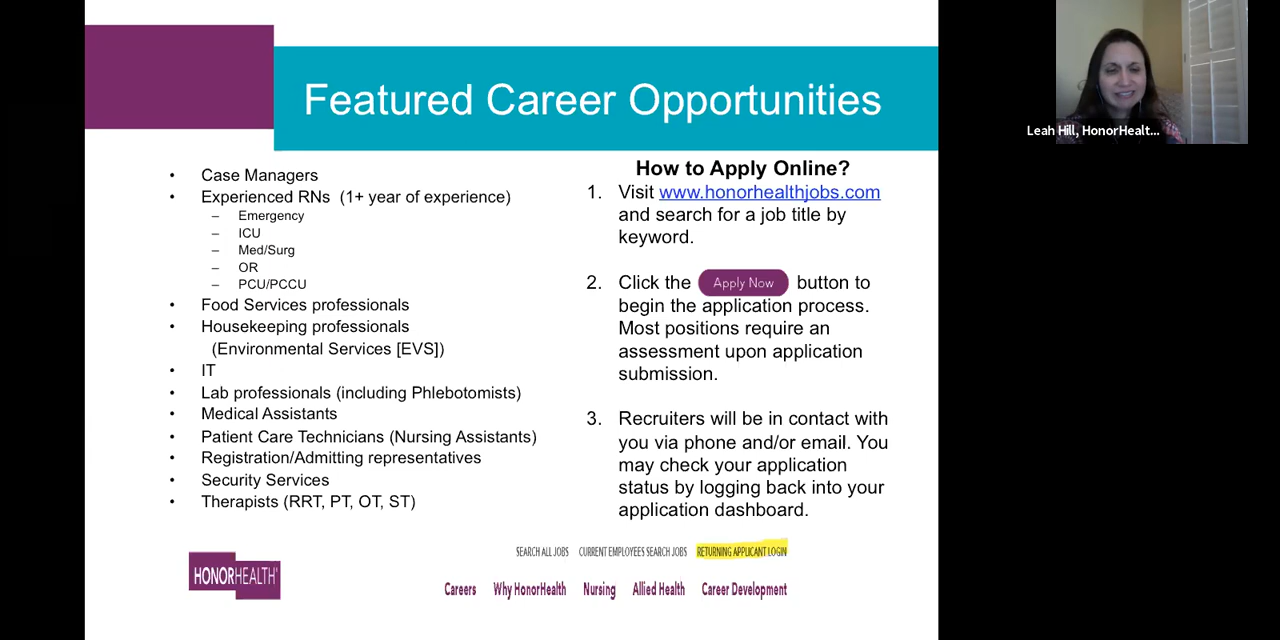 Featured Career Opportunities
Leah Hill, HonorHealt...
• Case Managers
• Experienced RNs (1+ year of experience)
– Emergency
– ICU
– Med/Surg
– OR
– PCU/PCCU
• Food Services professionals
• Housekeeping professionals
(Environmental Services [EVS])
• IT
• Lab professionals (including Phlebotomists)
• Medical Assistants
• Patient Care Technicians (Nursing Assistants)
• Registration/Admitting representatives
• Security Services
• Therapists (RRT, PT, OT, ST)
How to Apply Online?
1. Visit www.honorhealthjobs.com
and search for a job title by
keyword.
2. Click the Apply Now button to
begin the application process.
Most positions require an
assessment upon application
submission.
3. Recruiters will be in contact with
you via phone and/or email. You
may check your application
status by logging back into your
application dashboard.
SEARCH ALL JOBS CURRENT EMPLOYEES SEARCH JOBS RETURNING APPLICANT LOGIN
HONORHEALTH
Careers Why HonorHealth Nursing Allied Health Career Development